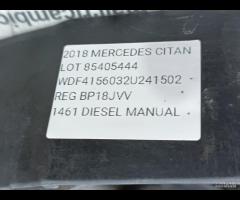 2018 MERCEDES CITAN
LOT 85405444
WDF4156032U241502
REG BP18JVV
1461 DIESEL MANUAL